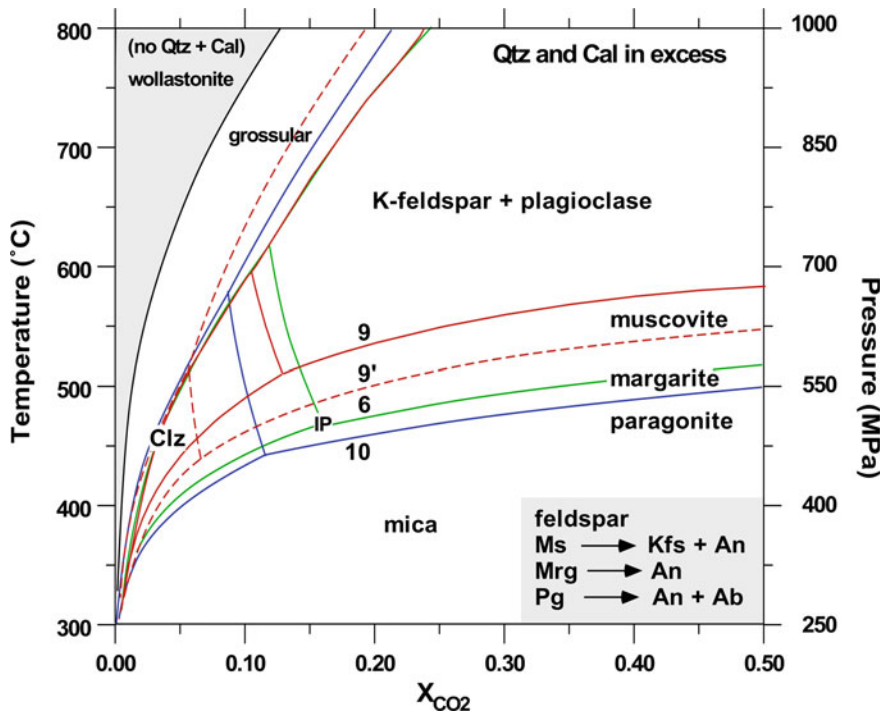 800
700
600
500
400
300
Temperature (˚C)
(no Qtz + Cal)
wollastonite
grossular
Qtz and Cal in excess
K-feldspar + plagioclase
9
muscovite
9'
margarite
6
IP
paragonite
10
Clz
mica
feldspar
Ms → Kfs + An
Mrg → An
Pg → An + Ab
1000
850
700
550
400
250
Pressure (MPa)
0.00 0.10 0.20 0.30 0.40 0.50
XCO2